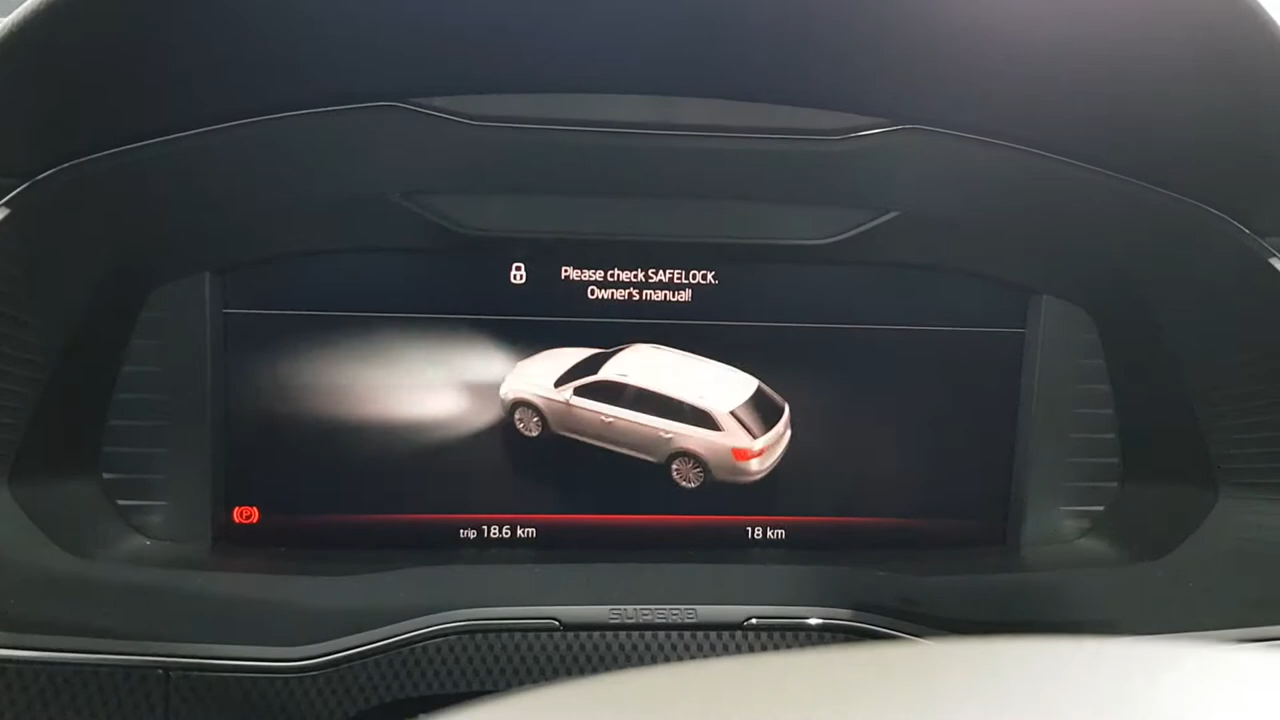 Please check SAFELOCK.
Owner's manual!
P
trip 18.6 km
18 km
SUPERB